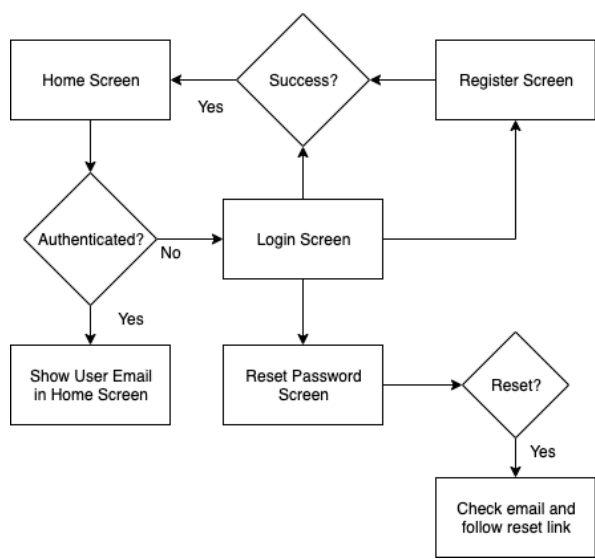 Home Screen
Success?
Register Screen
Yes
Authenticated?
No
Login Screen
Yes
Show User Email
in Home Screen
Reset Password
Screen
Reset?
Yes
Check email and
follow reset link